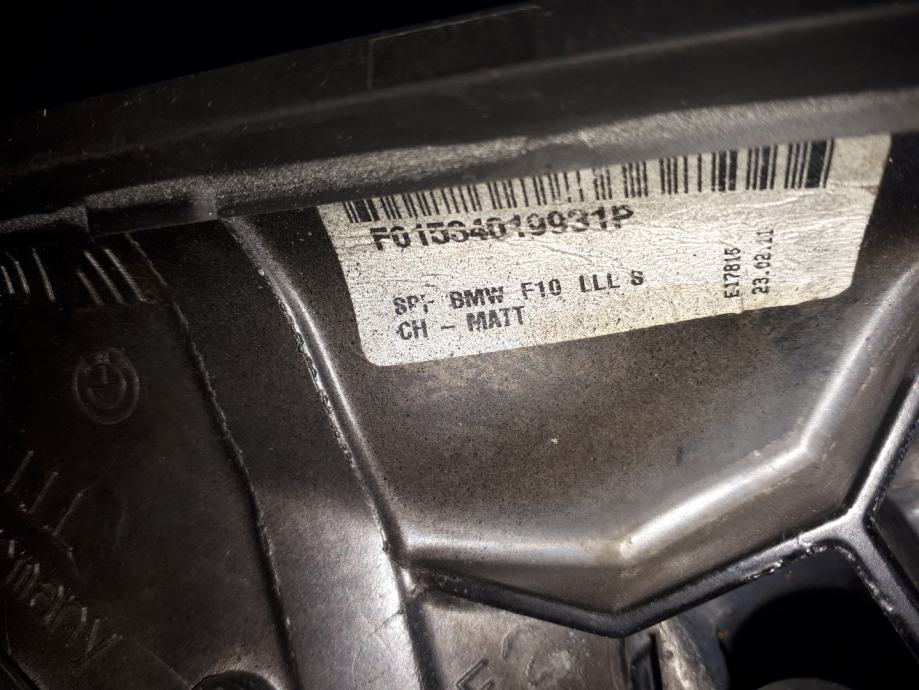 F01534019931P
SPF BMW F10 LLL S
CH - MATT
E17815
23.02.11